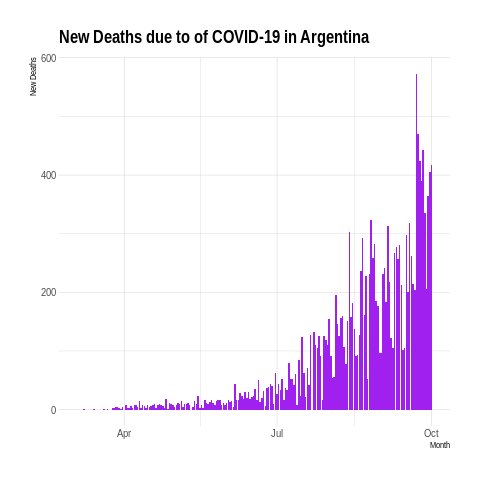 New Deaths due to of COVID-19 in Argentina
New Deaths
600
400
200
0
Apr
Jul
Oct
Month